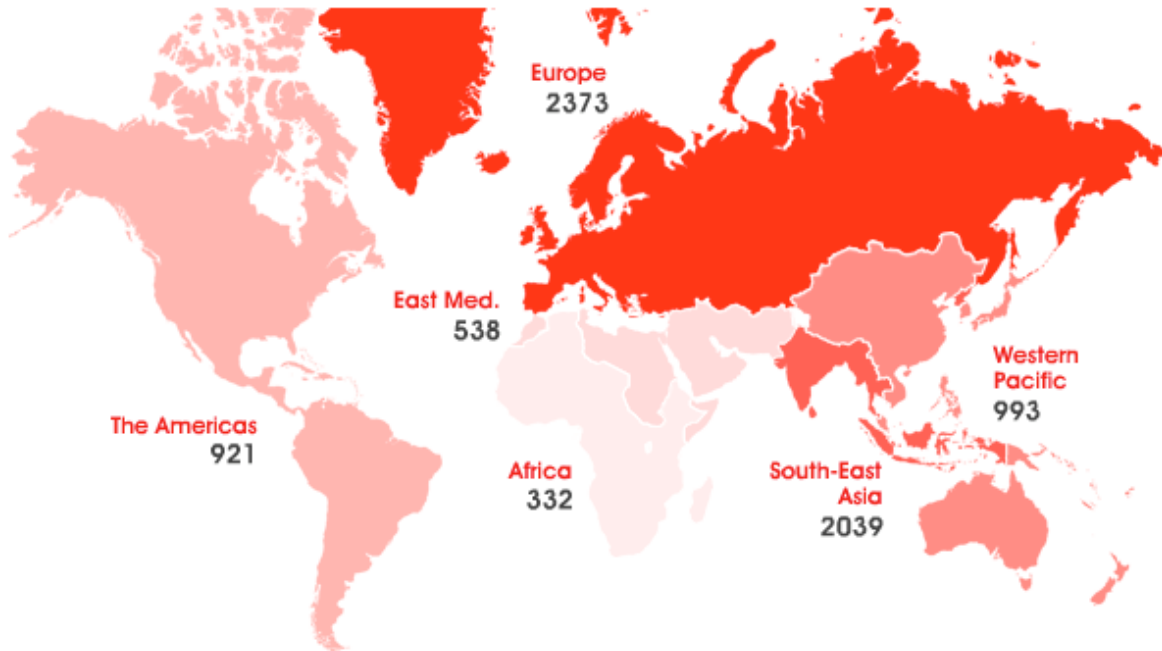 Europe
2373
East Med.
538
Western
Pacific
993
The Americas
921
Africa
332
South-East
Asia
2039